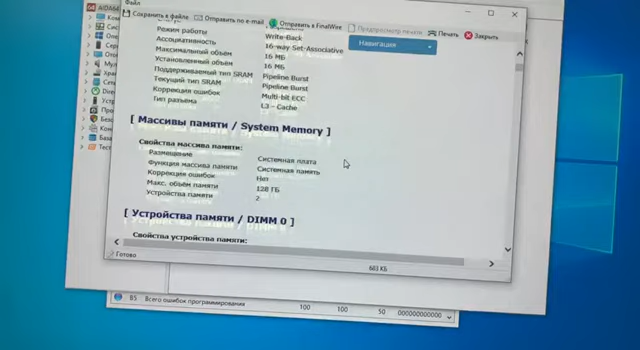 AIDA64
Файл
Сохранить в файле
Отправить по e-mail
Отправить в FinalWire
Предпросмотр печати
Печать
Закрыть
Навигация
Режим работы Write-Back
Ассоциативность 16-way Set-Associative
Максимальный объём 16 МБ
Установленный объём 16 МБ
Поддерживаемый тип SRAM Pipeline Burst
Текущий тип SRAM Pipeline Burst
Коррекция ошибок Multi-bit ECC
Тип разъёма L3 - Cache
[ Массивы памяти / System Memory ]
Свойства массива памяти:
Размещение Системная плата
Функция массива памяти Системная память
Коррекция ошибок Нет
Макс. объём памяти 128 ГБ
Устройства памяти 2
[ Устройства памяти / DIMM 0 ]
Свойства устройства памяти:
Готово
683 КБ
B5 Всего ошибок программирования 100 100 50 000000000000